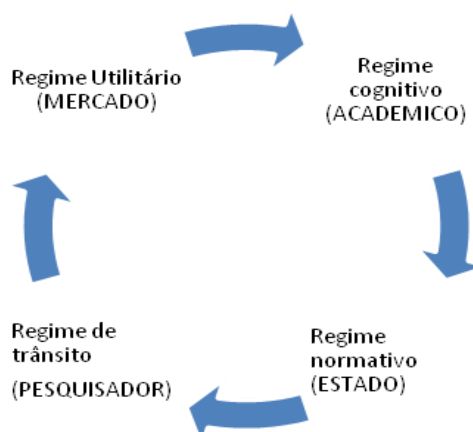 Regime Utilitário
(MERCADO)
Regime
cognitivo
(ACADEMICO)
Regime
normativo
(ESTADO)
Regime de
trânsito
(PESQUISADOR)